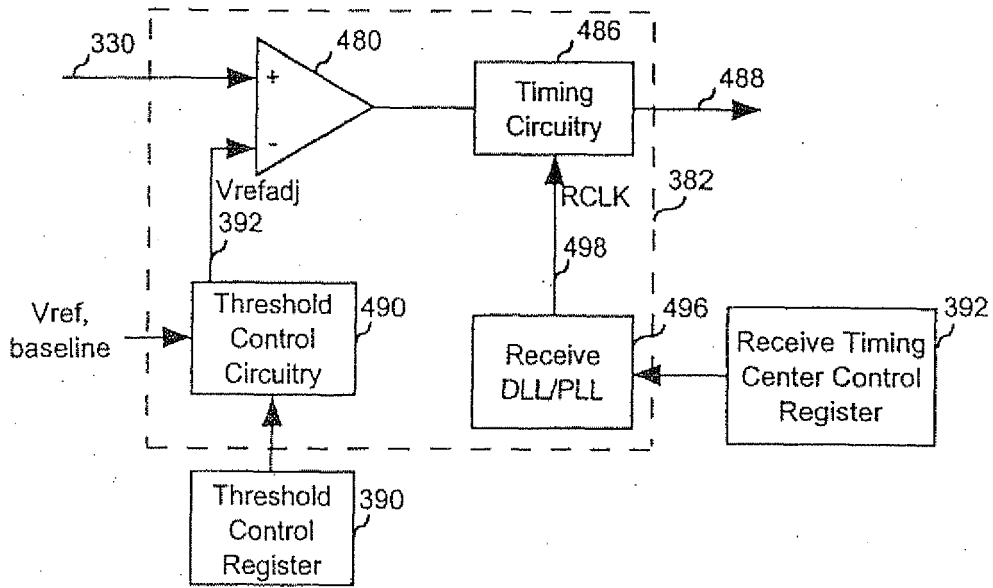 330
480
486
488
+
-
Timing
Circuitry
Vrefadj
392
RCLK
382
498
Vref,
baseline
Threshold
Control
Circuitry
490
Receive
DLL/PLL
496
Receive Timing
Center Control
Register
392
Threshold
Control
Register
390